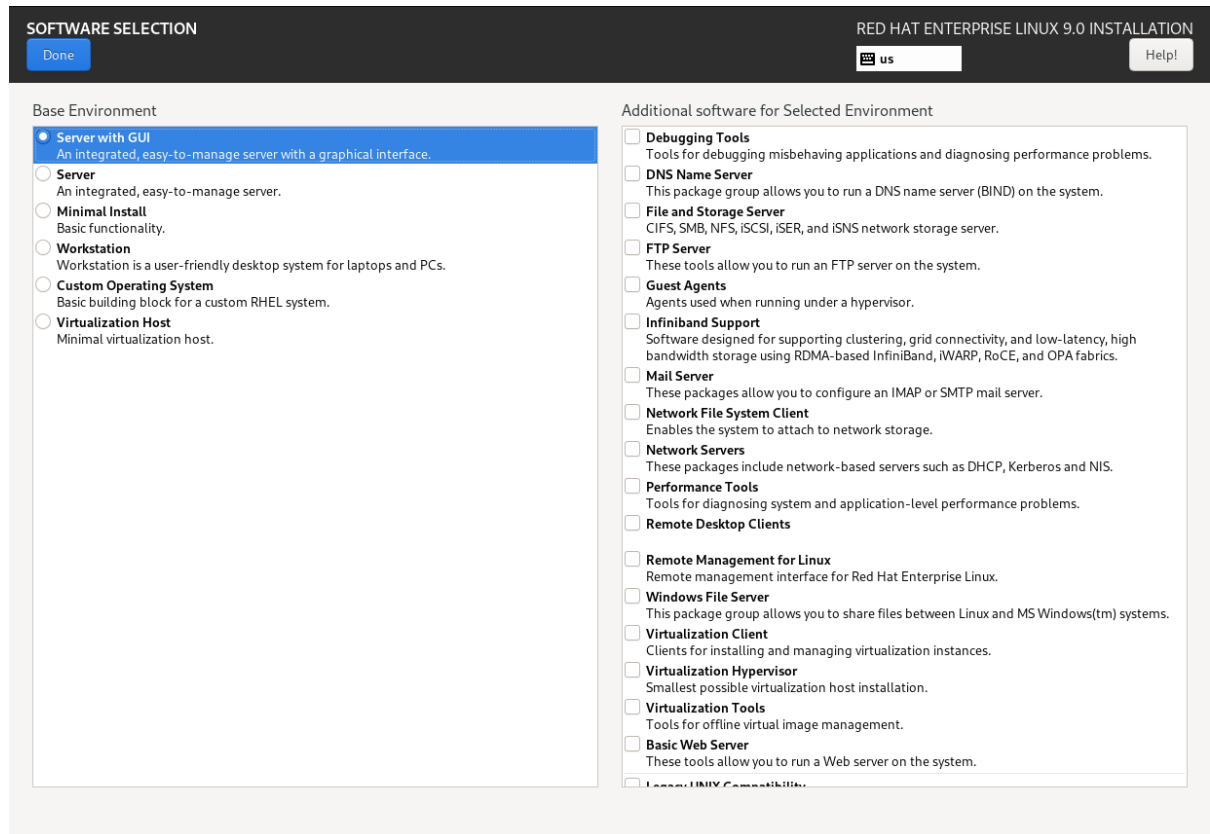 SOFTWARE SELECTION
Done
RED HAT ENTERPRISE LINUX 9.0 INSTALLATION
us
Help!
Base Environment
Server with GUI
An integrated, easy-to-manage server with a graphical interface.
Server
An integrated, easy-to-manage server.
Minimal Install
Basic functionality.
Workstation
Workstation is a user-friendly desktop system for laptops and PCs.
Custom Operating System
Basic building block for a custom RHEL system.
Virtualization Host
Minimal virtualization host.
Additional software for Selected Environment
Debugging Tools
Tools for debugging misbehaving applications and diagnosing performance problems.
DNS Name Server
This package group allows you to run a DNS name server (BIND) on the system.
File and Storage Server
CIFS, SMB, NFS, iSCSI, iSER, and iSNS network storage server.
FTP Server
These tools allow you to run an FTP server on the system.
Guest Agents
Agents used when running under a hypervisor.
Infiniband Support
Software designed for supporting clustering, grid connectivity, and low-latency, high
bandwidth storage using RDMA-based InfiniBand, iWARP, RoCE, and OPA fabrics.
Mail Server
These packages allow you to configure an IMAP or SMTP mail server.
Network File System Client
Enables the system to attach to network storage.
Network Servers
These packages include network-based servers such as DHCP, Kerberos and NIS.
Performance Tools
Tools for diagnosing system and application-level performance problems.
Remote Desktop Clients
Remote Management for Linux
Remote management interface for Red Hat Enterprise Linux.
Windows File Server
This package group allows you to share files between Linux and MS Windows(tm) systems.
Virtualization Client
Clients for installing and managing virtualization instances.
Virtualization Hypervisor
Smallest possible virtualization host installation.
Virtualization Tools
Tools for offline virtual image management.
Basic Web Server
These tools allow you to run a Web server on the system.
Legacy UNIX Compatibility